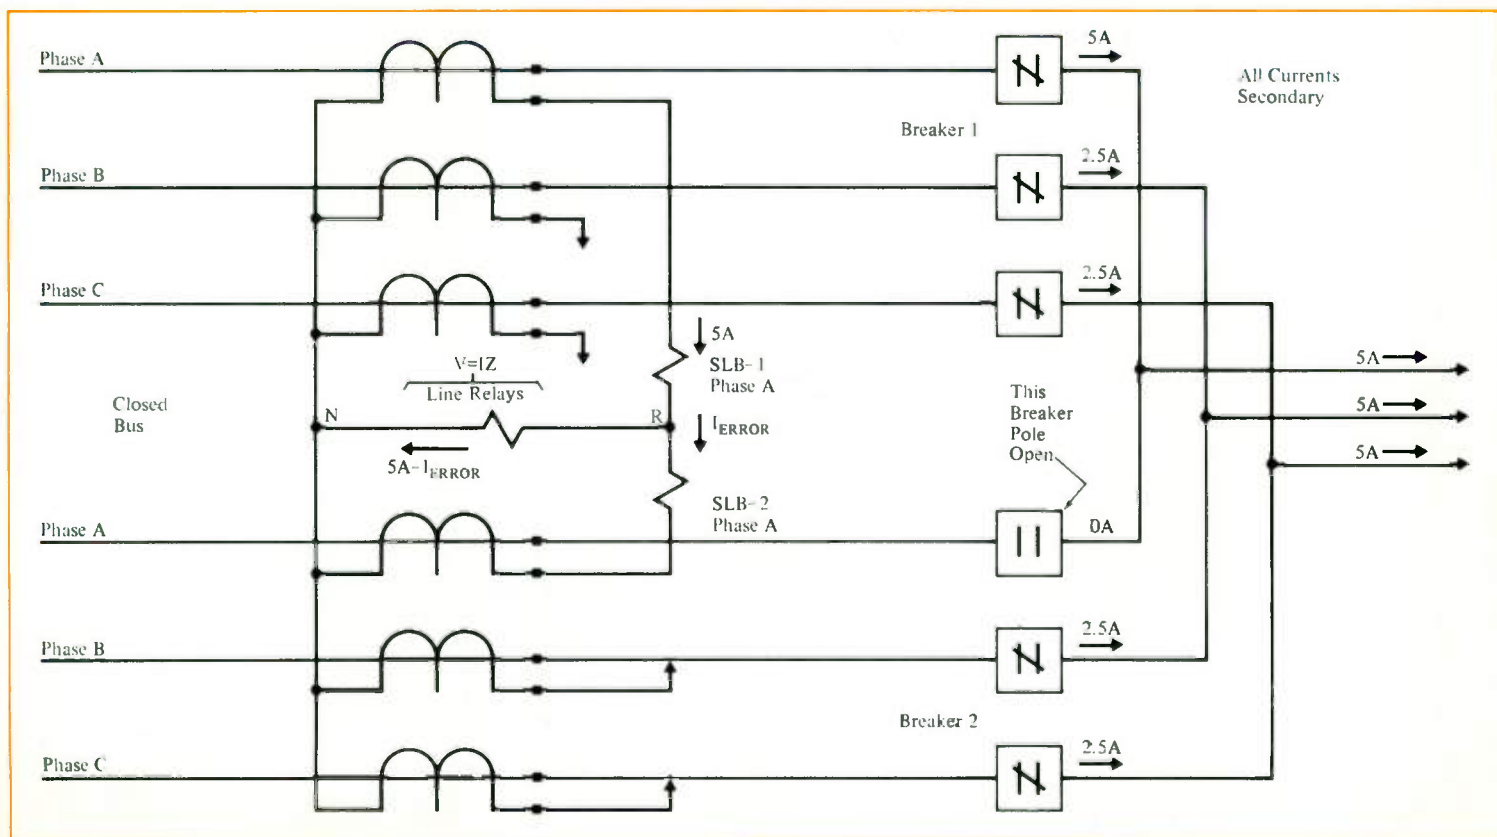 Phase A
5A
All Currents
Secondary
Breaker 1
Phase B
2.5A
Phase C
2.5A
5A
SLB-1
Phase A
V=IZ
Line Relays
This
Breaker
Pole
Open
5A
5A
5A
Closed
Bus
N
R
IERROR
5A-IERROR
SLB-2
Phase A
Phase A
0A
Phase B
2.5A
Breaker 2
Phase C
2.5A